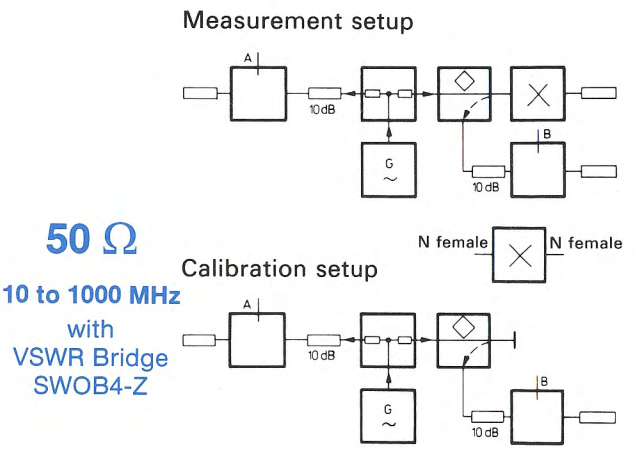 Measurement setup
A
10 dB
G
~
10 dB
B
50 Ω
10 to 1000 MHz
with
VSWR Bridge
SWOB4-Z
N female
N female
Calibration setup
A
10 dB
G
~
10 dB
B